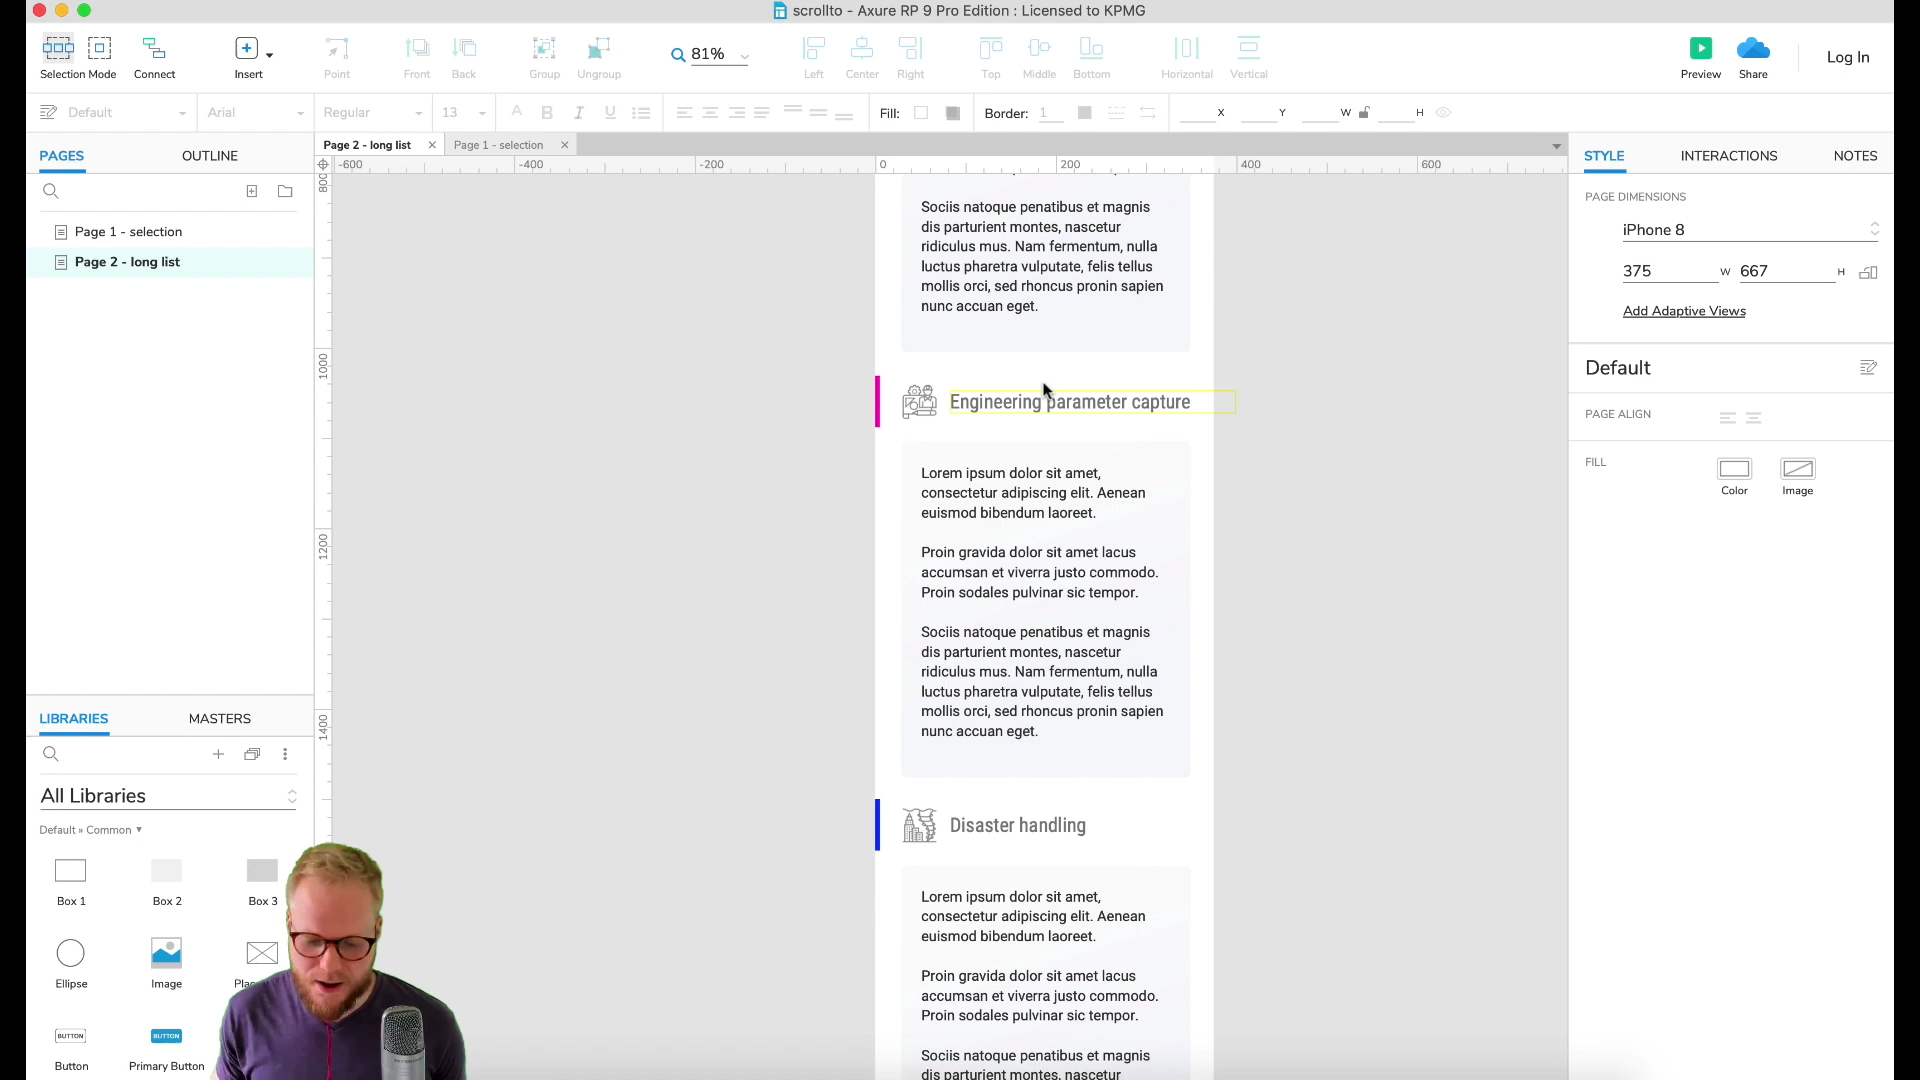 scrollto - Axure RP 9 Pro Edition : Licensed to KPMG
Selection Mode
Connect
Insert
Point
Front
Back
Group
Ungroup
81%
Left
Center
Right
Top
Middle
Bottom
Horizontal
Vertical
Preview
Share
Log In
Default
Arial
Regular
13
Fill:
Border:
1
X
Y
W
H
PAGES
OUTLINE
Page 1 - selection
Page 2 - long list
LIBRARIES
MASTERS
All Libraries
Default » Common
Box 1
Box 2
Box 3
Ellipse
Image
BUTTON
BUTTON
Button
Primary Button
Page 2 - long list
Page 1 - selection
-600
-400
-200
0
200
400
600
800
1000
1200
1400
Sociis natoque penatibus et magnis
dis parturient montes, nascetur
ridiculus mus. Nam fermentum, nulla
luctus pharetra vulputate, felis tellus
mollis orci, sed rhoncus pronin sapien
nunc accuan eget.
Engineering parameter capture
Lorem ipsum dolor sit amet,
consectetur adipiscing elit. Aenean
euismod bibendum laoreet.
Proin gravida dolor sit amet lacus
accumsan et viverra justo commodo.
Proin sodales pulvinar sic tempor.
Sociis natoque penatibus et magnis
dis parturient montes, nascetur
ridiculus mus. Nam fermentum, nulla
luctus pharetra vulputate, felis tellus
mollis orci, sed rhoncus pronin sapien
nunc accuan eget.
Disaster handling
Lorem ipsum dolor sit amet,
consectetur adipiscing elit. Aenean
euismod bibendum laoreet.
Proin gravida dolor sit amet lacus
accumsan et viverra justo commodo.
Proin sodales pulvinar sic tempor.
Sociis natoque penatibus et magnis
dis parturient montes, nascetur
STYLE
INTERACTIONS
NOTES
PAGE DIMENSIONS
iPhone 8
375 W 667 H
Add Adaptive Views
Default
PAGE ALIGN
FILL
Color
Image